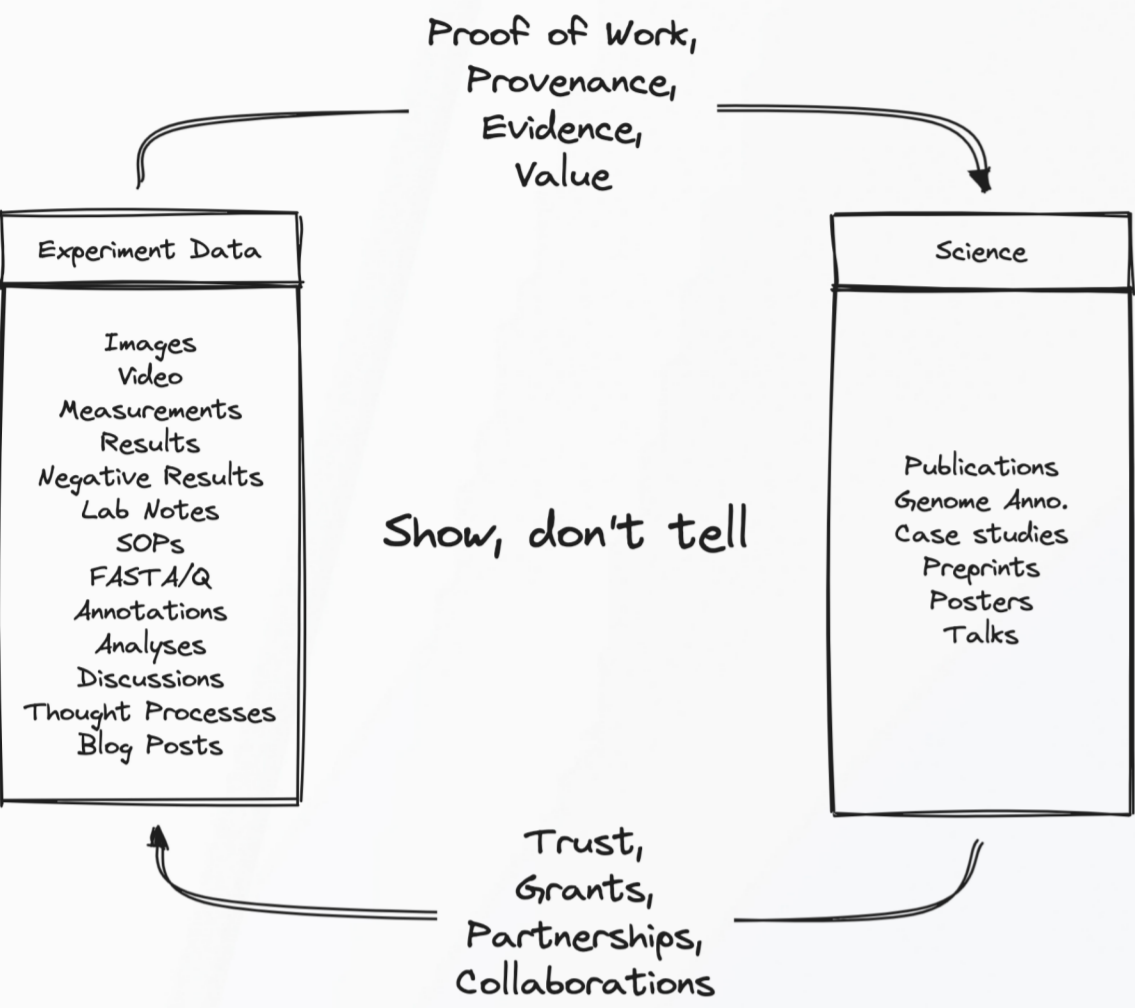 Proof of Work,
Provenance,
Evidence,
Value
Experiment Data
Images
Video
Measurements
Results
Negative Results
Lab Notes
SOPs
FASTA/Q
Annotations
Analyses
Discussions
Thought Processes
Blog Posts
Show, don't tell
Science
Publications
Genome Anno.
Case studies
Preprints
Posters
Talks
Trust,
Grants,
Partnerships,
Collaborations